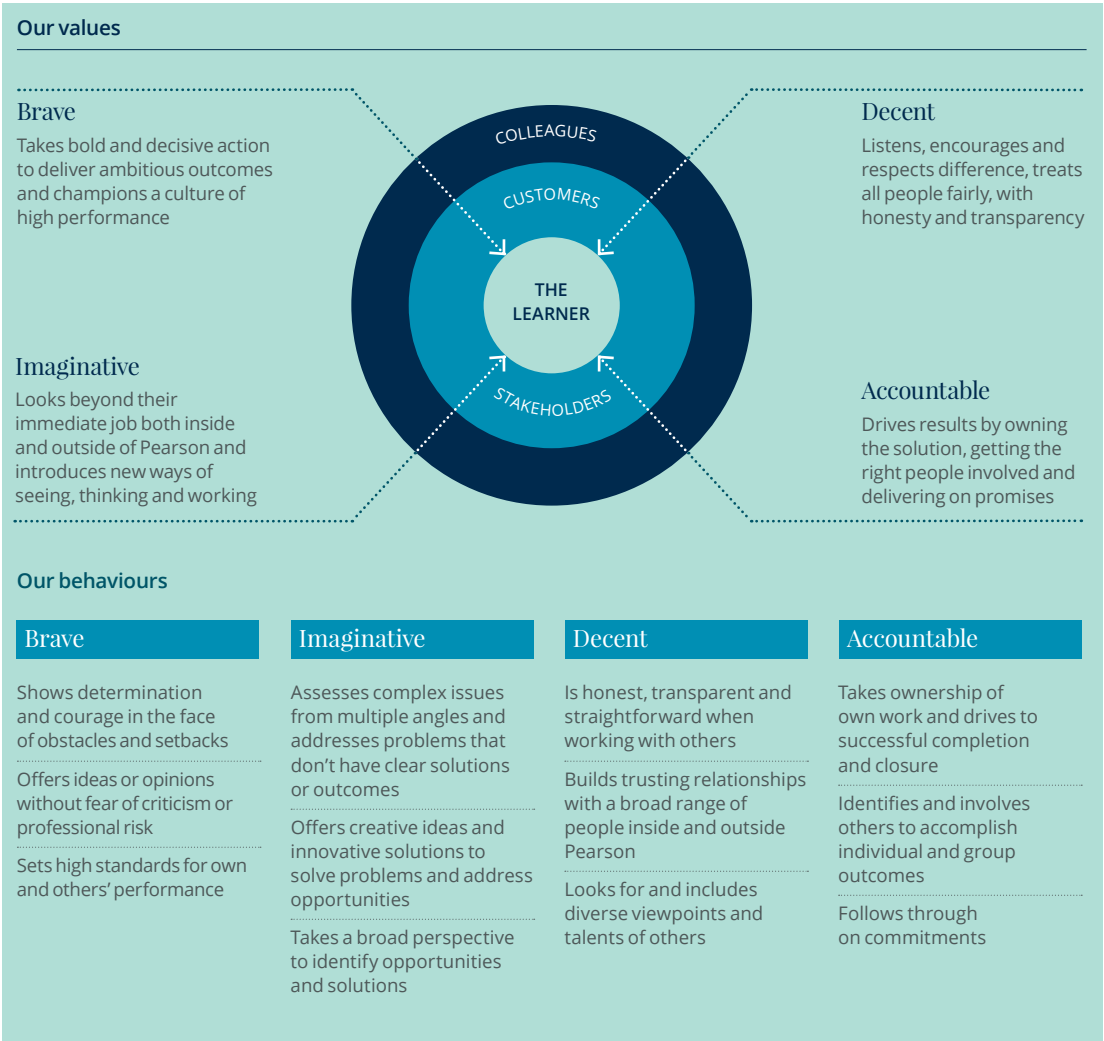 Our values
Brave
Takes bold and decisive action
to deliver ambitious outcomes
and champions a culture of
high performance
Imaginative
Looks beyond their
immediate job both inside
and outside of Pearson and
introduces new ways of
seeing, thinking and working
COLLEAGUES
CUSTOMERS
THE
LEARNER
STAKEHOLDERS
Decent
Listens, encourages and
respects difference, treats
all people fairly, with
honesty and transparency
Accountable
Drives results by owning
the solution, getting the
right people involved and
delivering on promises
Our behaviours
Brave
Shows determination
and courage in the face
of obstacles and setbacks
Offers ideas or opinions
without fear of criticism or
professional risk
Sets high standards for own
and others’ performance
Imaginative
Assesses complex issues
from multiple angles and
addresses problems that
don’t have clear solutions
or outcomes
Offers creative ideas and
innovative solutions to
solve problems and address
opportunities
Takes a broad perspective
to identify opportunities
and solutions
Decent
Is honest, transparent and
straightforward when
working with others
Builds trusting relationships
with a broad range of
people inside and outside
Pearson
Looks for and includes
diverse viewpoints and
talents of others
Accountable
Takes ownership of
own work and drives to
successful completion
and closure
Identifies and involves
others to accomplish
individual and group
outcomes
Follows through
on commitments